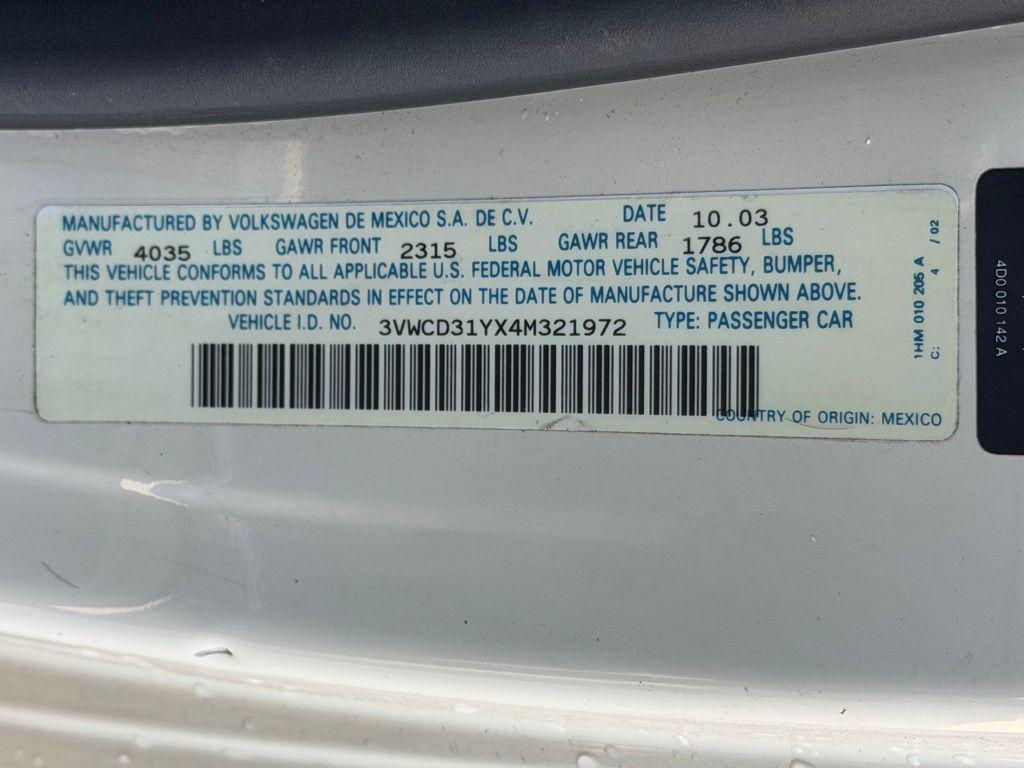 MANUFACTURED BY VOLKSWAGEN DE MEXICO S.A. DE C.V. DATE 10.03
GVWR 4035 LBS GAWR FRONT 2315 LBS GAWR REAR 1786 LBS
THIS VEHICLE CONFORMS TO ALL APPLICABLE U.S. FEDERAL MOTOR VEHICLE SAFETY, BUMPER,
AND THEFT PREVENTION STANDARDS IN EFFECT ON THE DATE OF MANUFACTURE SHOWN ABOVE.
VEHICLE I.D. NO. 3VWCD31YX4M321972 TYPE: PASSENGER CAR
COUNTRY OF ORIGIN: MEXICO
1HM 010 205 A / 02
C: 4
4D0 010 142 A